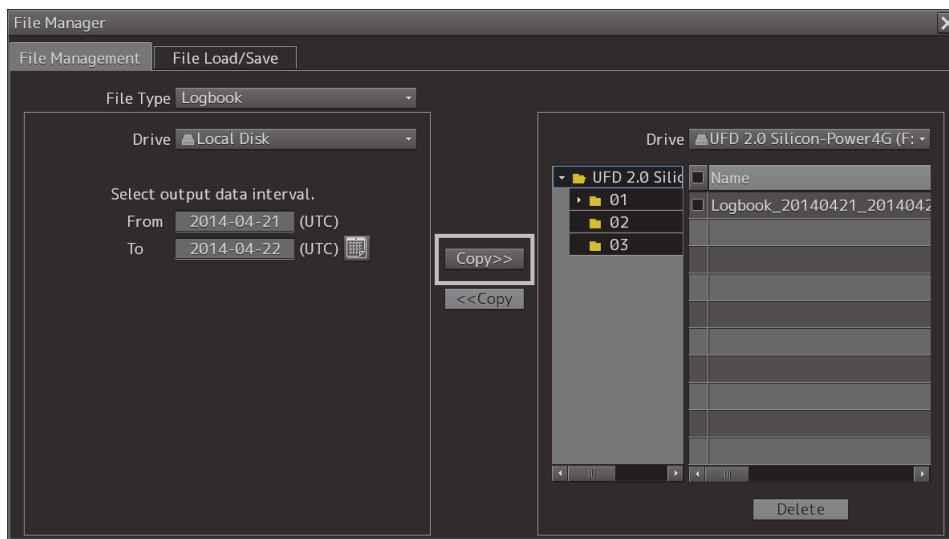 File Manager
File Management File Load/Save
File Type Logbook
Drive Local Disk
Select output data interval.
From 2014-04-21 (UTC)
To 2014-04-22 (UTC)
Copy>>
<<Copy
Drive UFD 2.0 Silicon-Power4G (F:
UFD 2.0 Silic
01
02
03
Name
Logbook_20140421_2014042
Delete